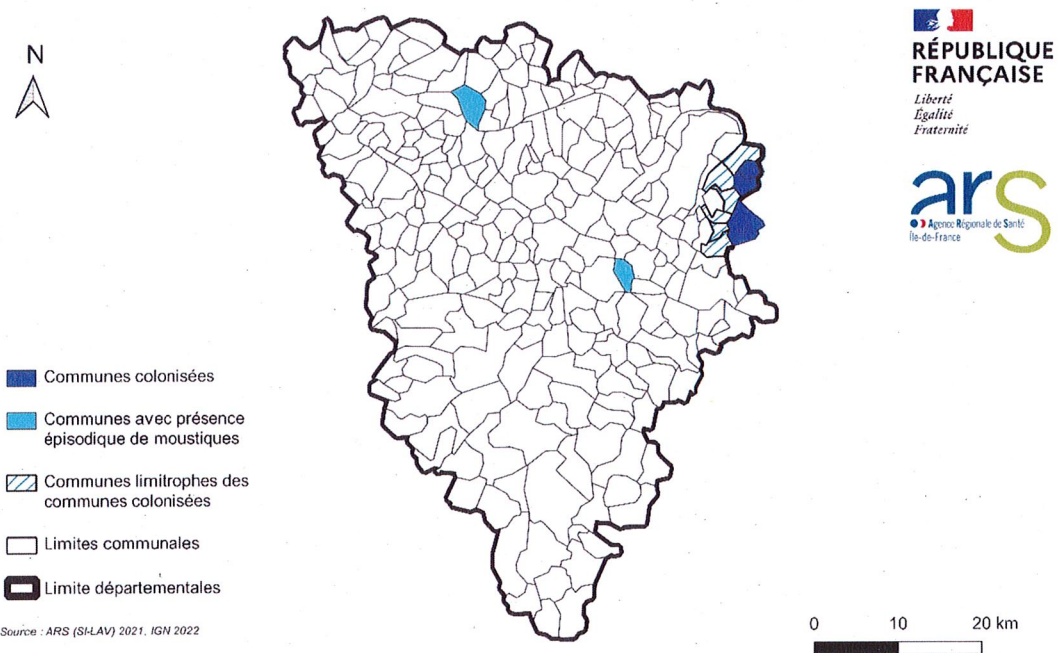 N
RÉPUBLIQUE
FRANÇAISE
Liberté
Égalité
Fraternité
ars
Agence Régionale de Santé
Île-de-France
Communes colonisées
Communes avec présence
épisodique de moustiques
Communes limitrophes des
communes colonisées
Limites communales
Limite départementales
Source : ARS (SI-LAV) 2021, IGN 2022
0 10 20 km